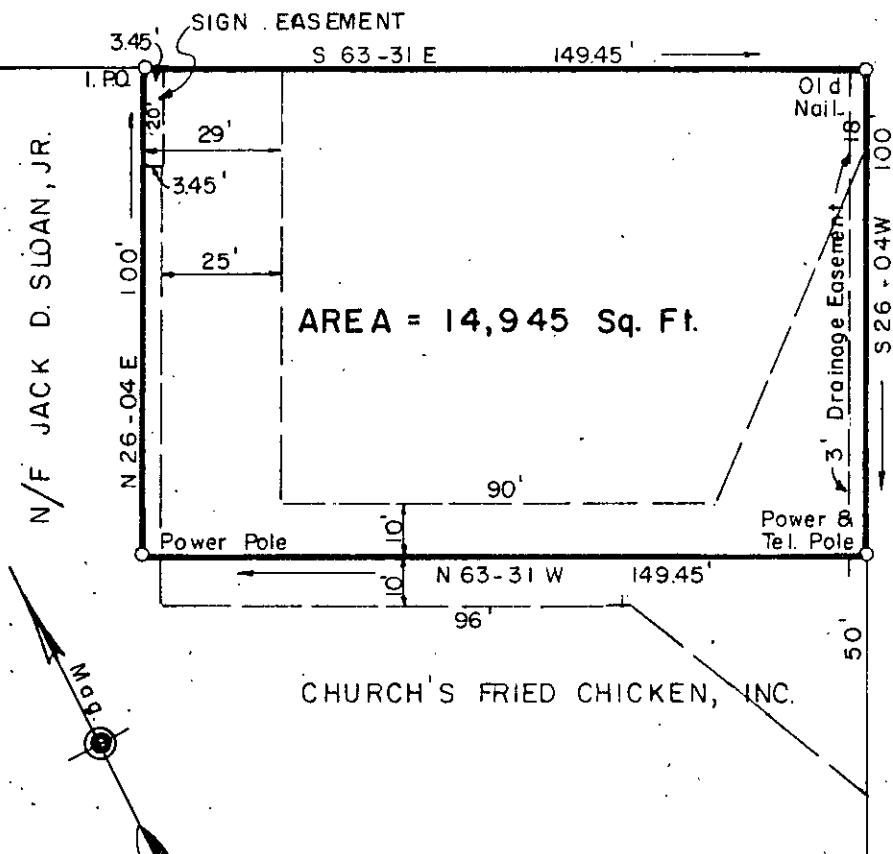 SIGN EASEMENT
3.45'
S 63-31 E 149.45'
I. P.O.
Old
Nail
20'
29'
18'
100'
3.45'
N/F JACK D. SLOAN, JR.
100'
N 26-04 E
25'
AREA = 14,945 Sq. Ft.
3' Drainage Easement
S 26-04 W
90'
10'
Power Pole
Power &
Tel. Pole
N 63-31 W 149.45'
10'
96'
50'
Mag.
CHURCH'S FRIED CHICKEN, INC.